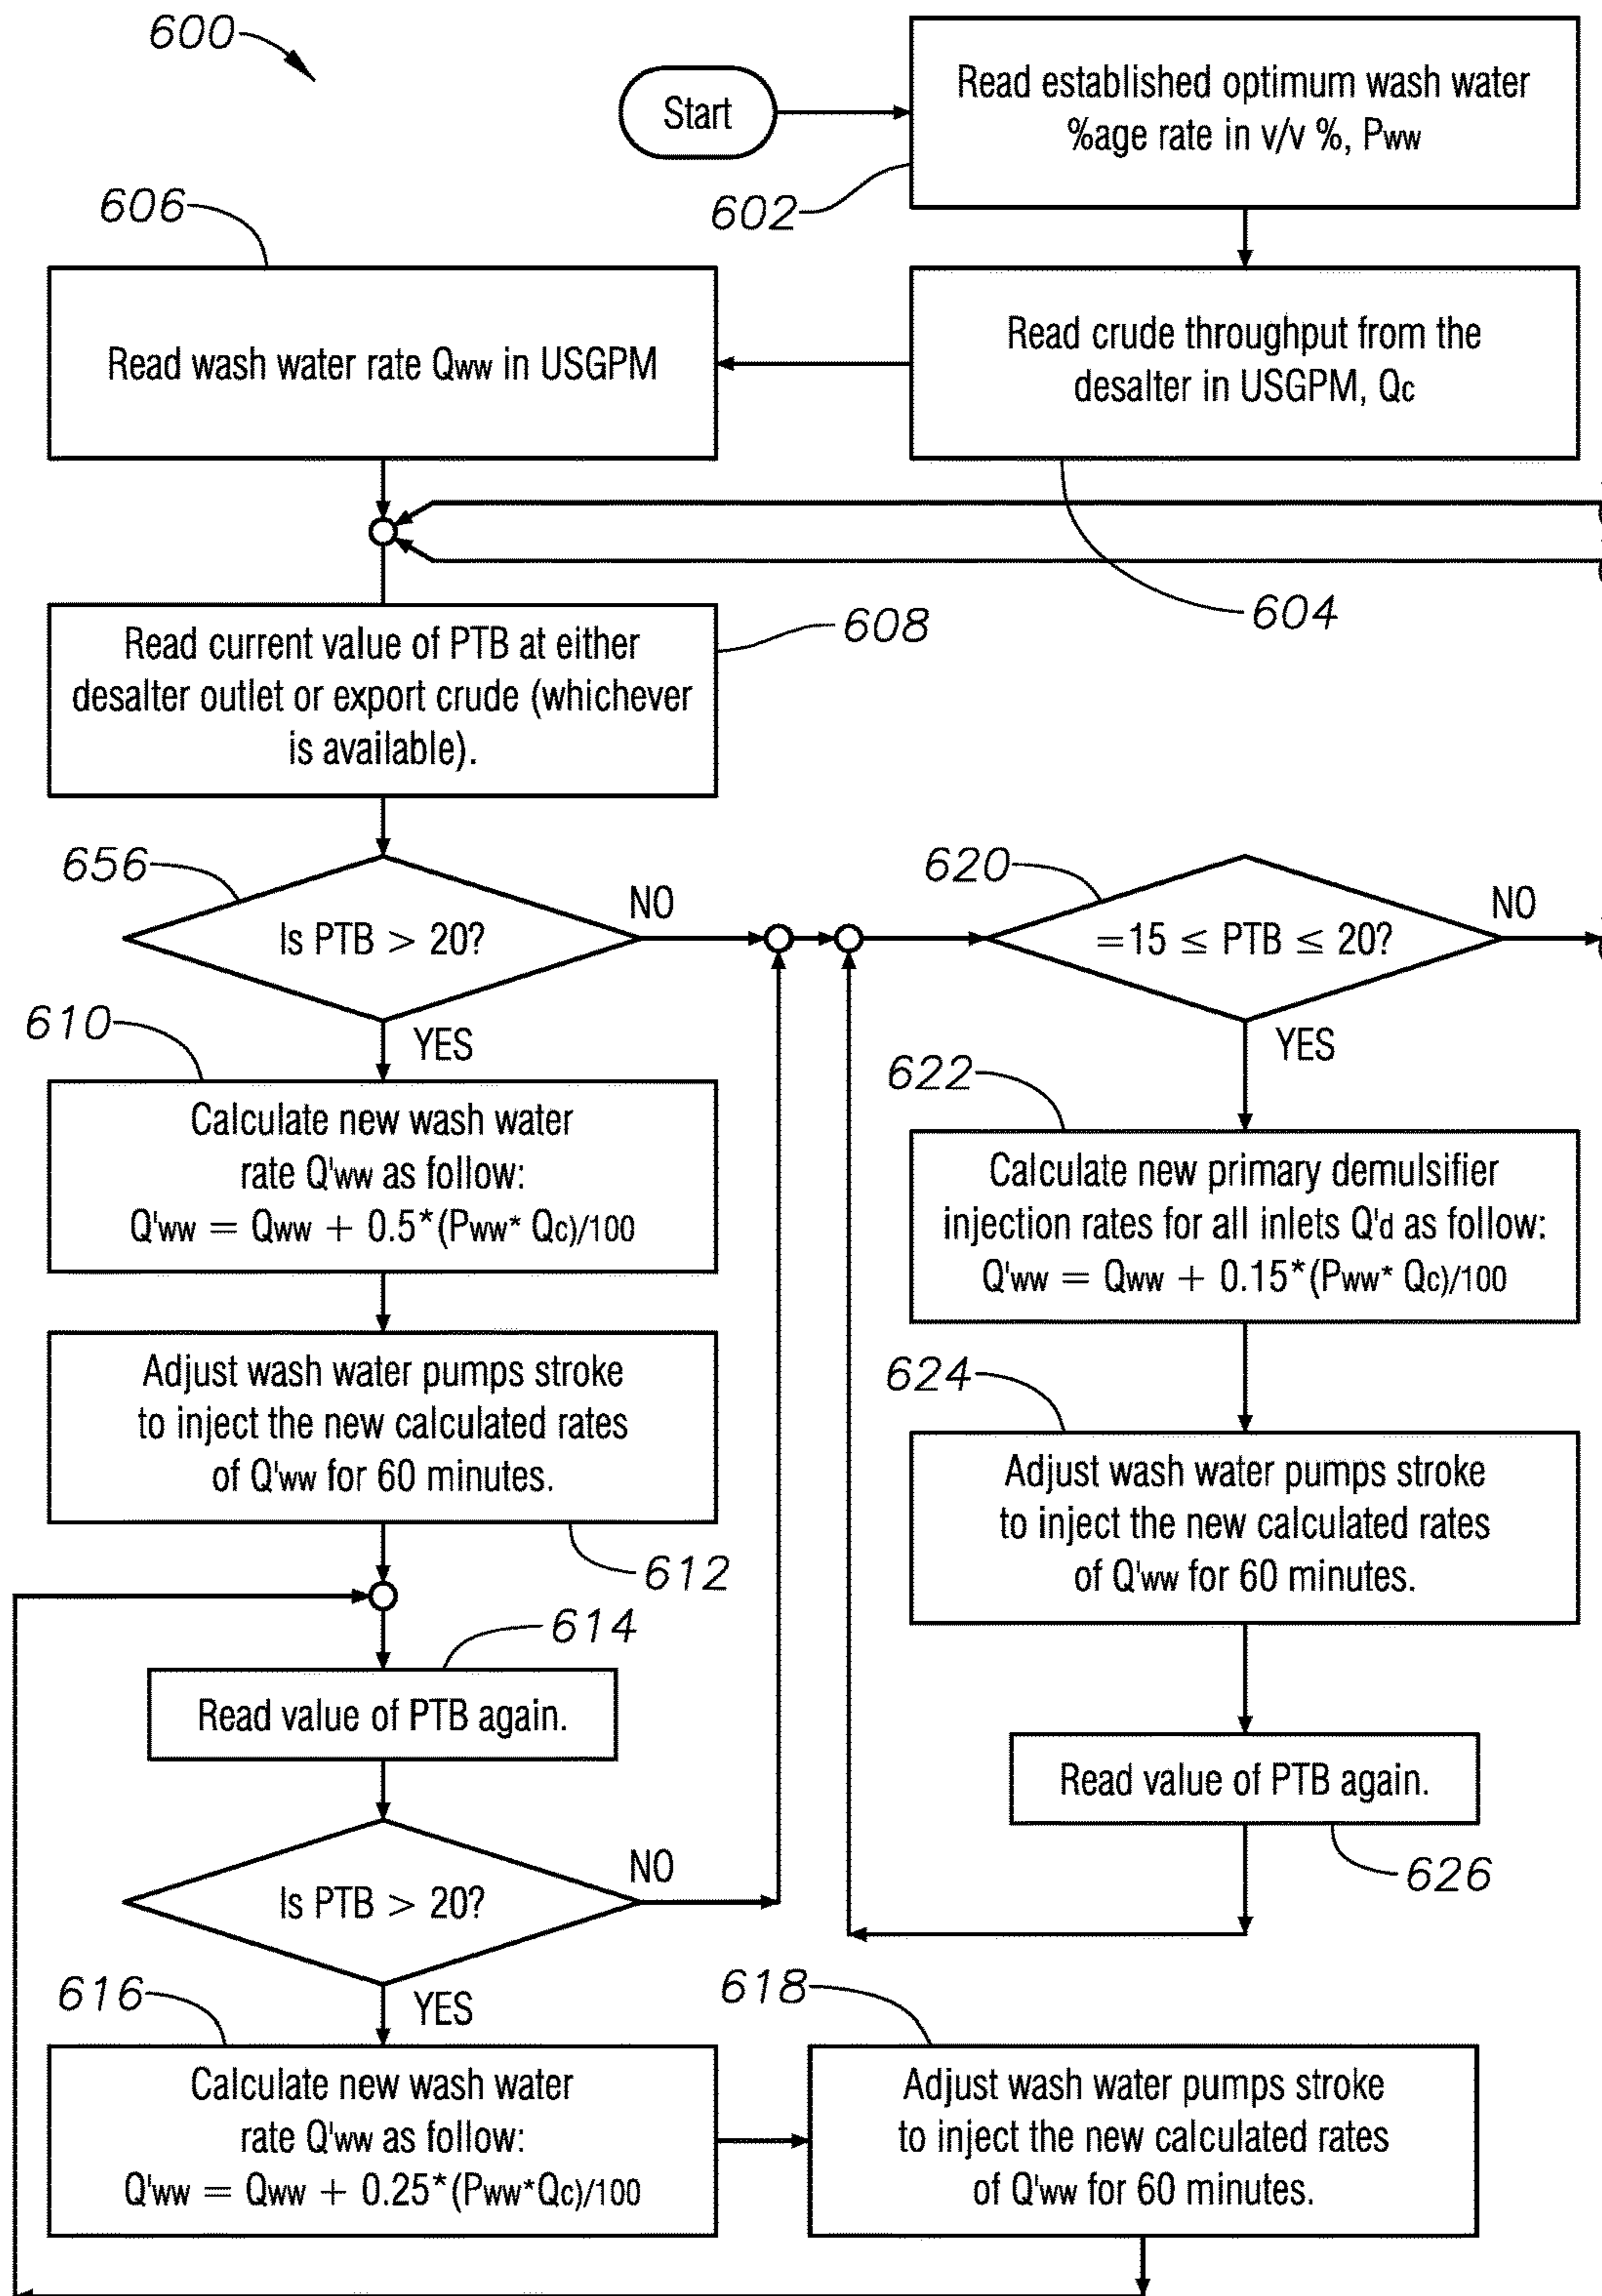 600
Start
Read established optimum wash water
%age rate in v/v %, Pww
602
606
Read wash water rate Qww in USGPM
Read crude throughput from the
desalter in USGPM, Qc
604
Read current value of PTB at either
desalter outlet or export crude (whichever
is available).
608
656
Is PTB > 20?
NO
620
=15 ≤ PTB ≤ 20?
NO
610
YES
Calculate new wash water
rate Q'ww as follow:
Q'ww = Qww + 0.5*(Pww* Qc)/100
YES
622
Calculate new primary demulsifier
injection rates for all inlets Q'd as follow:
Q'ww = Qww + 0.15*(Pww* Qc)/100
Adjust wash water pumps stroke
to inject the new calculated rates
of Q'ww for 60 minutes.
612
624
Adjust wash water pumps stroke
to inject the new calculated rates
of Q'ww for 60 minutes.
614
Read value of PTB again.
Read value of PTB again.
626
Is PTB > 20?
NO
616
YES
Calculate new wash water
rate Q'ww as follow:
Q'ww = Qww + 0.25*(Pww*Qc)/100
618
Adjust wash water pumps stroke
to inject the new calculated rates
of Q'ww for 60 minutes.